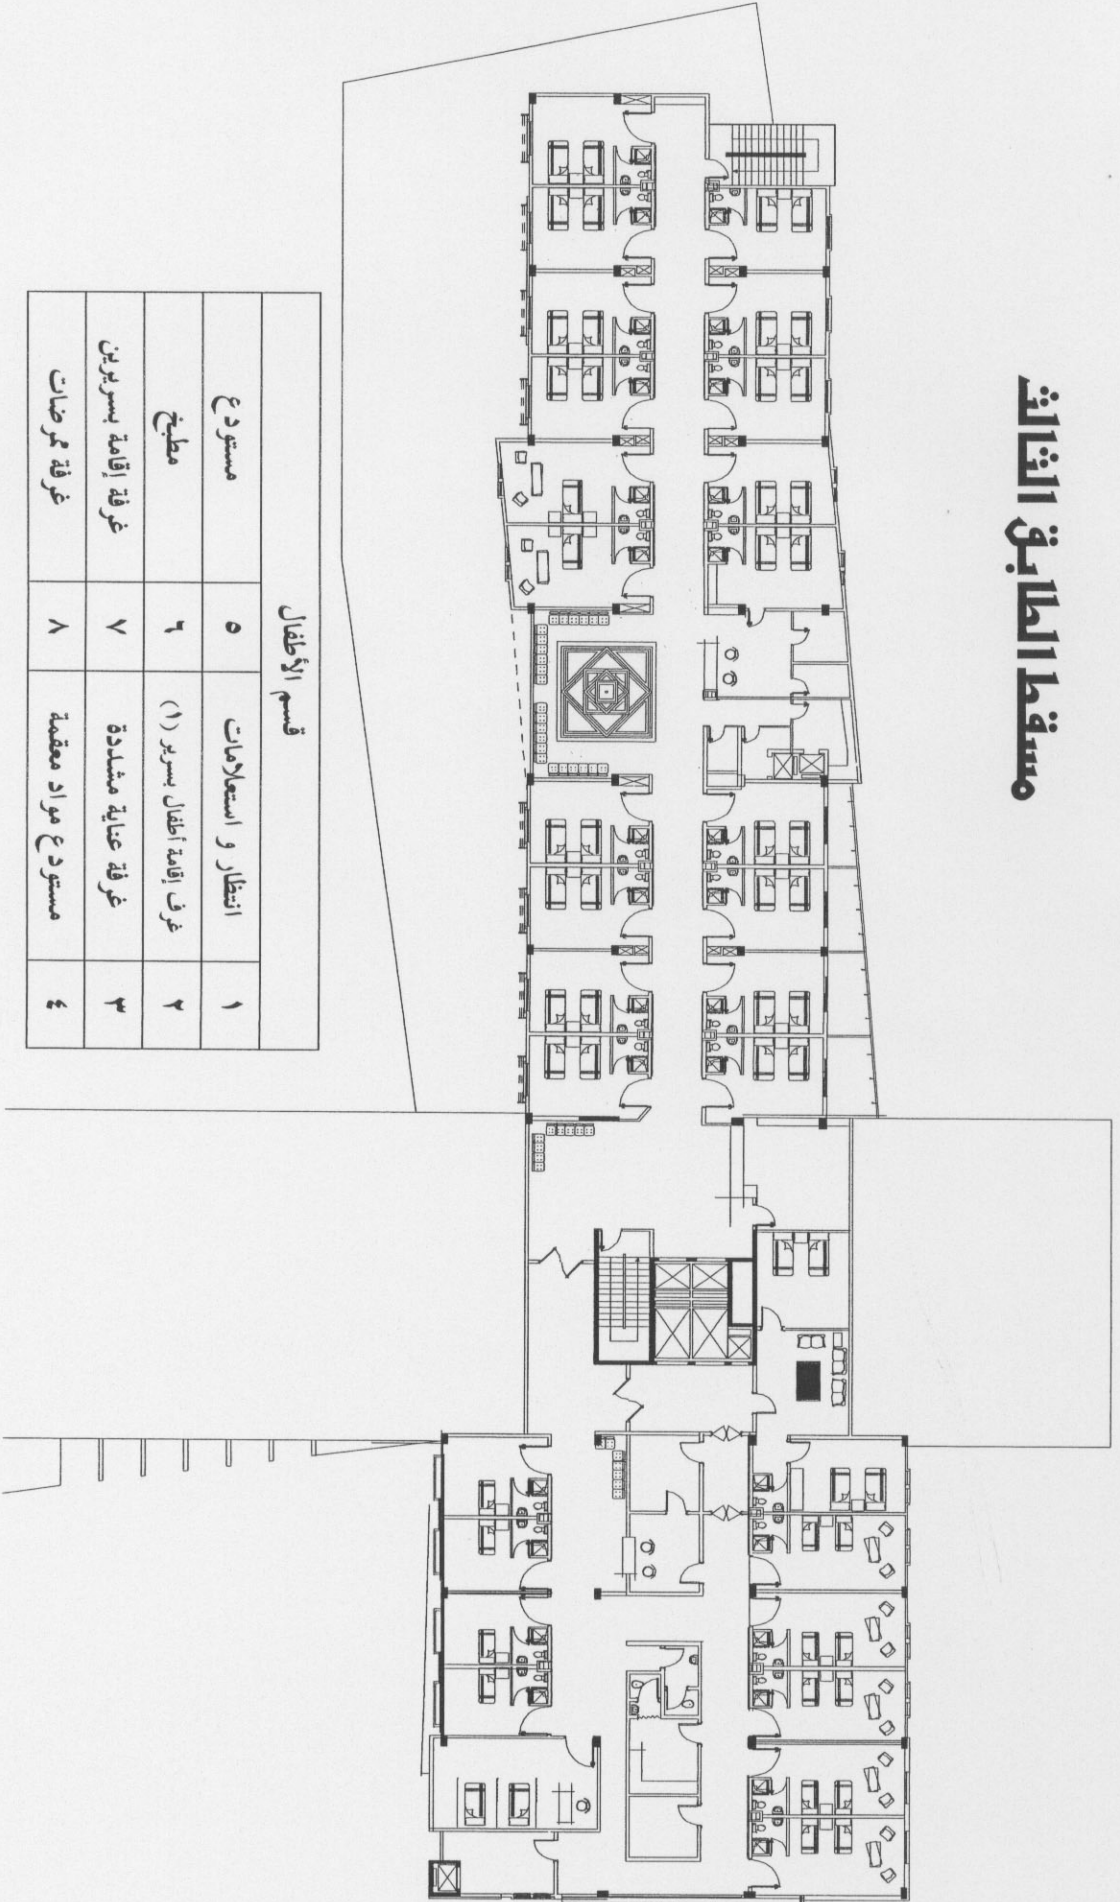 مسقط الطابق الثالث
قسم الأطفال
١ انتظار و استعلامات ٥ مستودع
٢ غرف إقامة أطفال بسرير (١) ٦ مطبخ
٣ غرفة عناية مشددة ٧ غرفة إقامة بسريرين
٤ مستودع مواد معقمة ٨ غرفة ممرضات